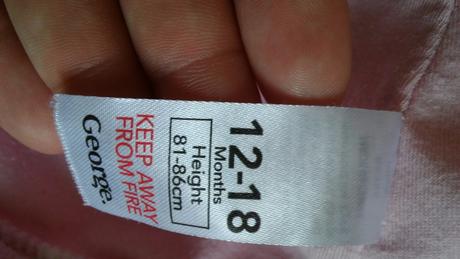 12-18
Months
Height
81-86cm
KEEP AWAY
FROM FIRE
George.